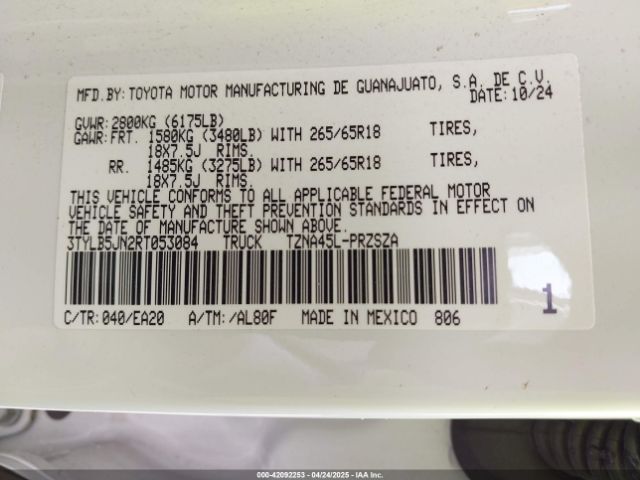 MFD.BY: TOYOTA MOTOR MANUFACTURING DE GUANAJUATO, S.A. DE C.V.
DATE: 10/24
GVWR: 2800KG (6175LB)
GAWR: FRT. 1580KG (3480LB) WITH 265/65R18 TIRES,
18X7.5J RIMS.
RR. 1485KG (3275LB) WITH 265/65R18 TIRES,
18X7.5J RIMS.
THIS VEHICLE CONFORMS TO ALL APPLICABLE FEDERAL MOTOR
VEHICLE SAFETY AND THEFT PREVENTION STANDARDS IN EFFECT ON
THE DATE OF MANUFACTURE SHOWN ABOVE.
3TYLB5JN2RT053084 TRUCK TZNA45L-PRZSZA
C/TR: 040/EA20 A/TM: /AL80F MADE IN MEXICO 806
1
000-42092253 - 04/24/2025 - IAA Inc.